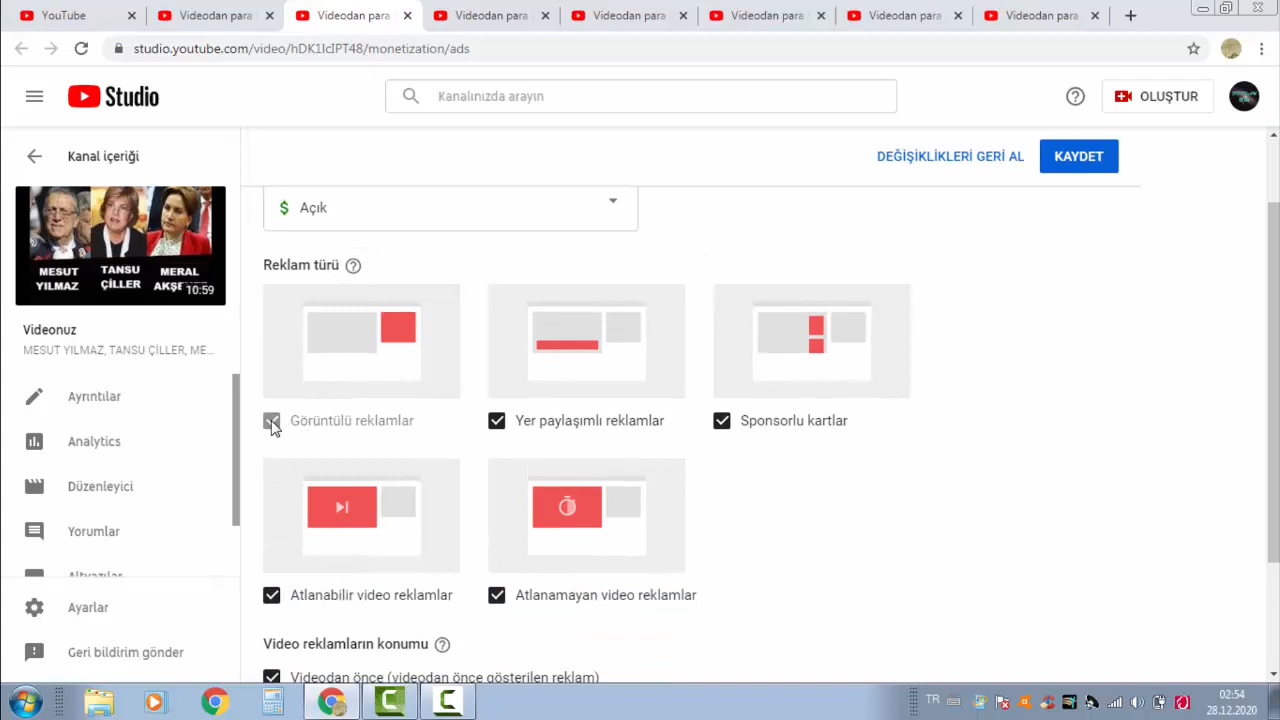 YouTube
Videodan para
Videodan para
Videodan para
Videodan para
Videodan para
Videodan para
Videodan para
studio.youtube.com/video/hDK1IcIPT48/monetization/ads
Studio
Kanalınızda arayın
OLUŞTUR
Kanal içeriği
DEĞİŞİKLİKLERİ GERİ AL
KAYDET
MESUT YILMAZ
TANSU ÇİLLER
MERAL AKŞE
10:59
Videonuz
MESUT YILMAZ, TANSU ÇİLLER, ME...
Ayrıntılar
Analytics
Düzenleyici
Yorumlar
Altyazılar
Ayarlar
Geri bildirim gönder
$ Açık
Reklam türü
Görüntülü reklamlar
Yer paylaşımlı reklamlar
Sponsorlu kartlar
Atlanabilir video reklamlar
Atlanamayan video reklamlar
Video reklamların konumu
Videodan önce (videodan önce gösterilen reklam)
TR
02:54
28.12.2020